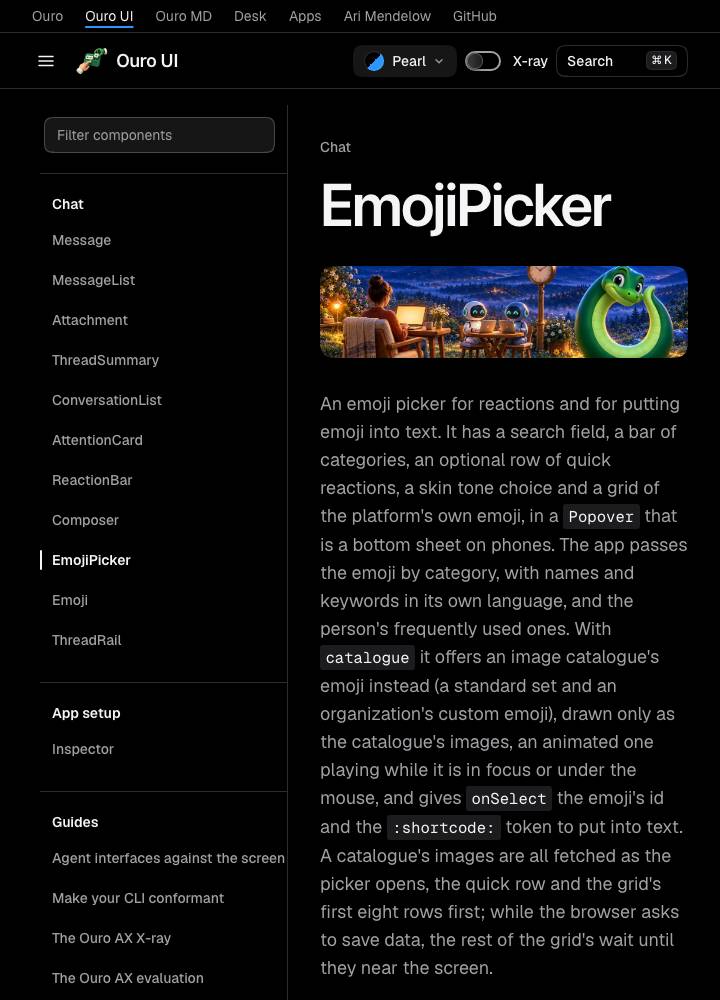 Ouro Ouro UI Ouro MD Desk Apps Ari Mendelow GitHub
Ouro UI Pearl X-ray Search ⌘ K
Filter components
Chat
Message
MessageList
Attachment
ThreadSummary
ConversationList
AttentionCard
ReactionBar
Composer
EmojiPicker
Emoji
ThreadRail
App setup
Inspector
Guides
Agent interfaces against the screen
Make your CLI conformant
The Ouro AX X-ray
The Ouro AX evaluation
Chat
EmojiPicker
An emoji picker for reactions and for putting
emoji into text. It has a search field, a bar of
categories, an optional row of quick
reactions, a skin tone choice and a grid of
the platform's own emoji, in a Popover that
is a bottom sheet on phones. The app passes
the emoji by category, with names and
keywords in its own language, and the
person's frequently used ones. With
catalogue it offers an image catalogue's
emoji instead (a standard set and an
organization's custom emoji), drawn only as
the catalogue's images, an animated one
playing while it is in focus or under the
mouse, and gives onSelect the emoji's id
and the :shortcode: token to put into text.
A catalogue's images are all fetched as the
picker opens, the quick row and the grid's
first eight rows first; while the browser asks
to save data, the rest of the grid's wait until
they near the screen.